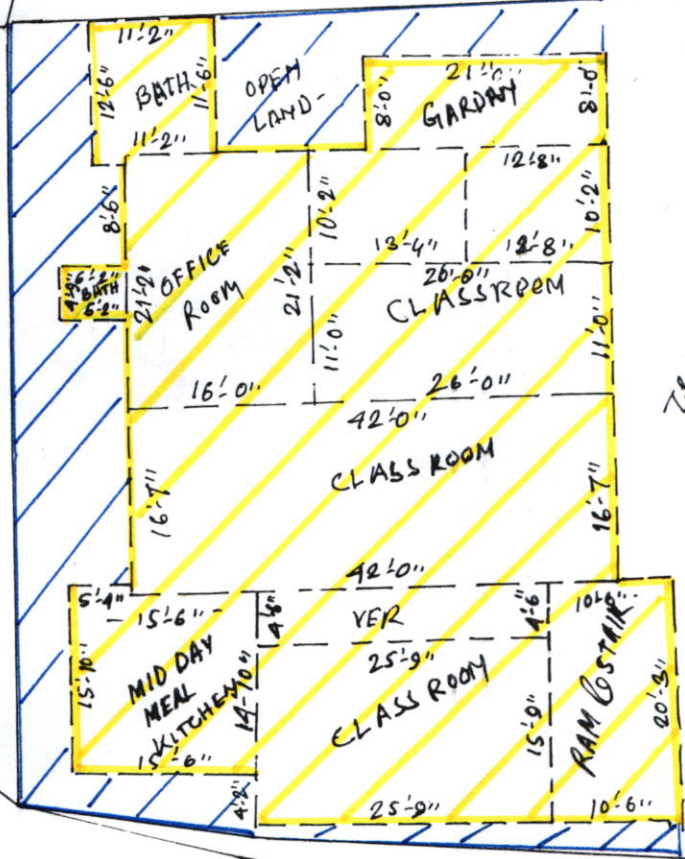 11'-2"
12'-6"
BATH
11'-6"
11'-2"
OPEN
LAND-
21'-0"
8'-0"
GARDAN
8'-0"
12'-8"
8'-6"
10'-2"
10'-2"
13'-4"
12'-8"
6'-2"
BATH
6'-2"
21'-2"
OFFICE
ROOM
21'-2"
26'-0"
CLASSROOM
11'-0"
11'-0"
16'-0"
26'-0"
42'-0"
CLASS ROOM
16'-7"
16'-7"
42'-0"
5'-4"
15'-6"
4'-8"
VER
4'-6"
10'-6"
25'-9"
15'-10"
MID DAY
MEAL
KITCHEN
14'-10"
CLASS ROOM
15'-9"
RAM & STAIR
20'-3"
15'-6"
4'-2"
25'-9"
10'-6"